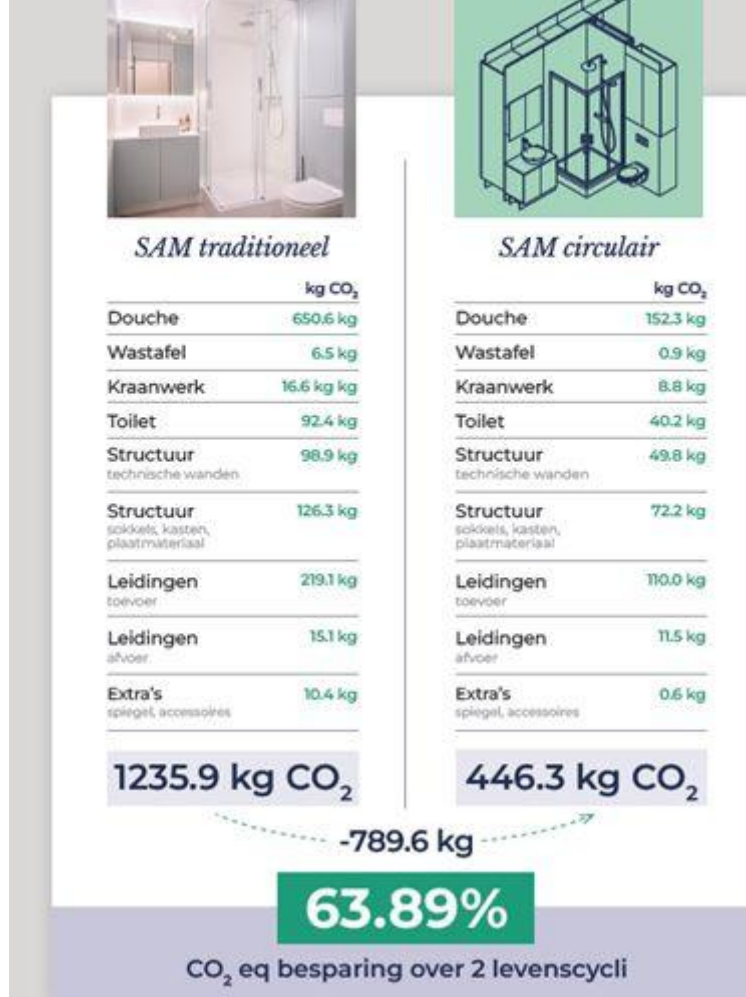 SAM traditioneel
kg CO₂
Douche 650.6 kg
Wastafel 6.5 kg
Kraanwerk 16.6 kg kg
Toilet 92.4 kg
Structuur 98.9 kg
technische wanden
Structuur 126.3 kg
sokkels, kasten,
plaatmateriaal
Leidingen 219.1 kg
toevoer
Leidingen 15.1 kg
afvoer
Extra's 10.4 kg
spiegel, accessoires
1235.9 kg CO₂
SAM circulair
kg CO₂
Douche 152.3 kg
Wastafel 0.9 kg
Kraanwerk 8.8 kg
Toilet 40.2 kg
Structuur 49.8 kg
technische wanden
Structuur 72.2 kg
sokkels, kasten,
plaatmateriaal
Leidingen 110.0 kg
toevoer
Leidingen 11.5 kg
afvoer
Extra's 0.6 kg
spiegel, accessoires
446.3 kg CO₂
-789.6 kg
63.89%
CO₂ eq besparing over 2 levenscycli